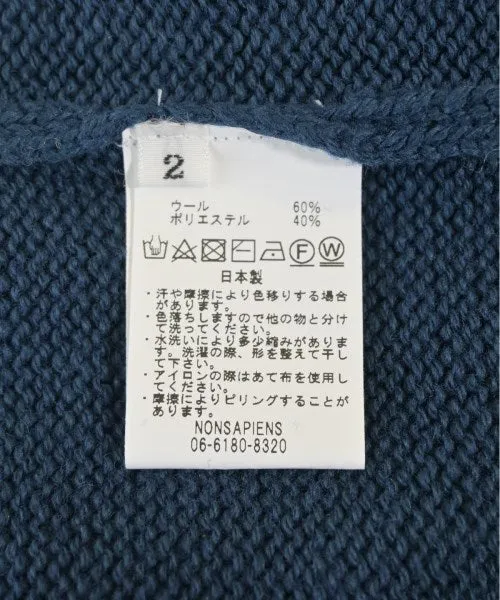 2
ウール 60%
ポリエステル 40%
F W
日本製
・汗や摩擦により色移りする場合
があります。
・色落ちしますので他の物と分け
て洗ってください。
・水洗いにより多少縮みがありま
す。洗濯の際、形を整えて干し
て下さい。
・アイロンの際はあて布を使用し
てください。
・摩擦によりピリングすることが
あります。
NONSAPIENS
06-6180-8320